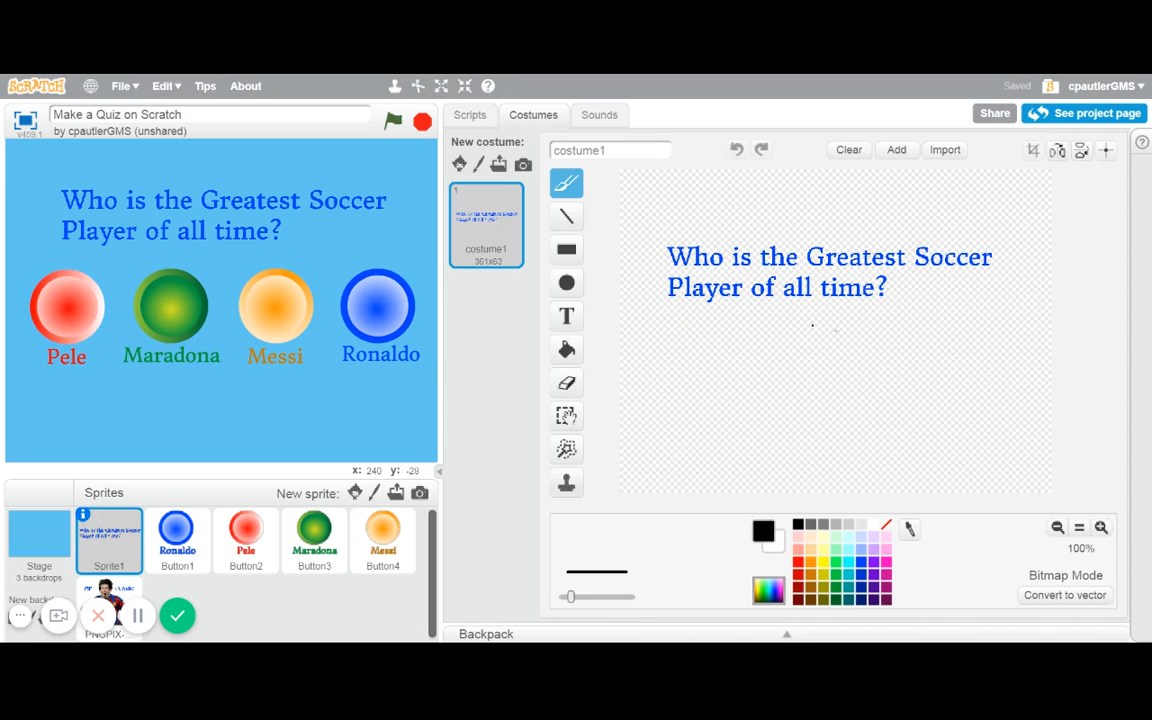 SCRATCH
File
Edit
Tips
About
Saved
cpautlerGMS
Make a Quiz on Scratch
by cpautlerGMS (unshared)
v459.1
Scripts
Costumes
Sounds
Share
See project page
New costume:
costume1
Clear
Add
Import
1
costume1
361x63
Who is the Greatest Soccer
Player of all time?
Pele
Maradona
Messi
Ronaldo
Who is the Greatest Soccer
Player of all time?
T
x: 240 y: -28
Sprites
New sprite:
Stage
3 backdrops
Sprite1
Ronaldo
Button1
Pele
Button2
Maradona
Button3
Messi
Button4
100%
Bitmap Mode
Convert to vector
Backpack